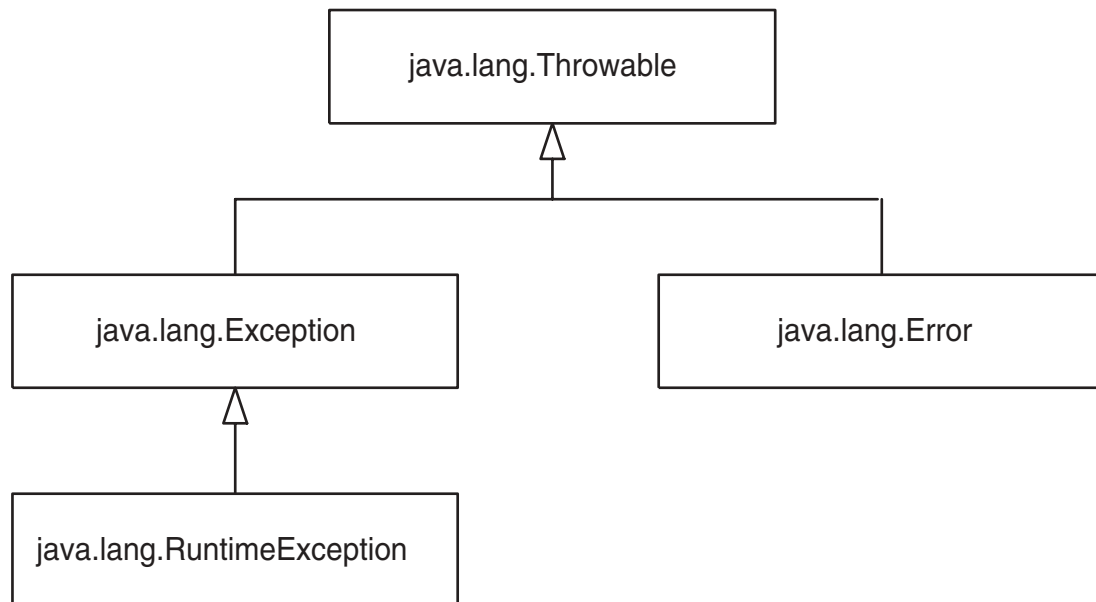 java.lang.Throwable
java.lang.Exception
java.lang.Error
java.lang.RuntimeException